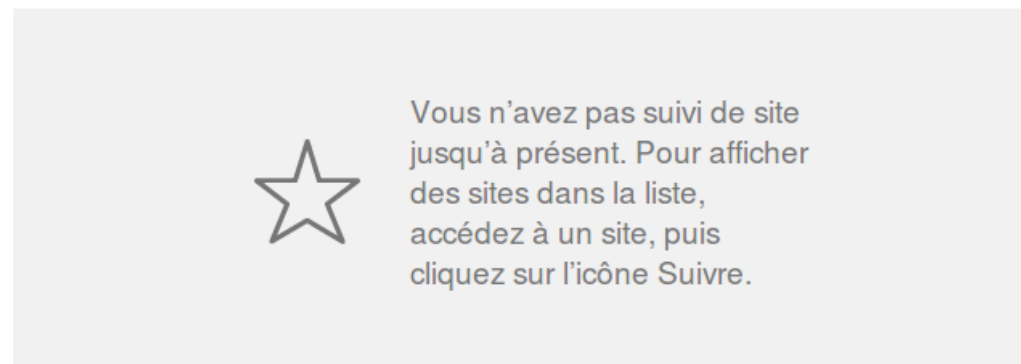 Vous n’avez pas suivi de site
jusqu’à présent. Pour afficher
des sites dans la liste,
accédez à un site, puis
cliquez sur l’icône Suivre.